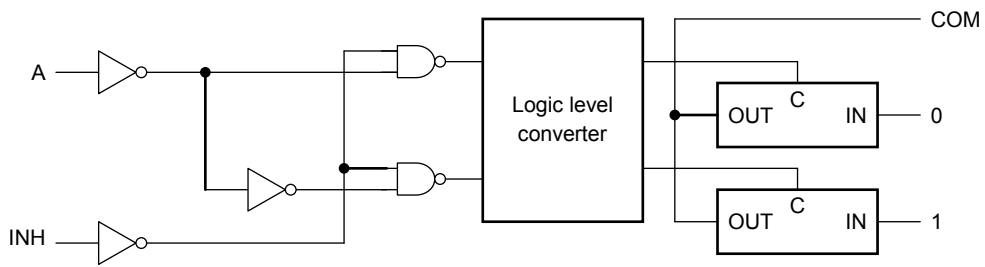 COM
A
Logic level
converter
C
OUT
IN
0
C
OUT
IN
1
INH